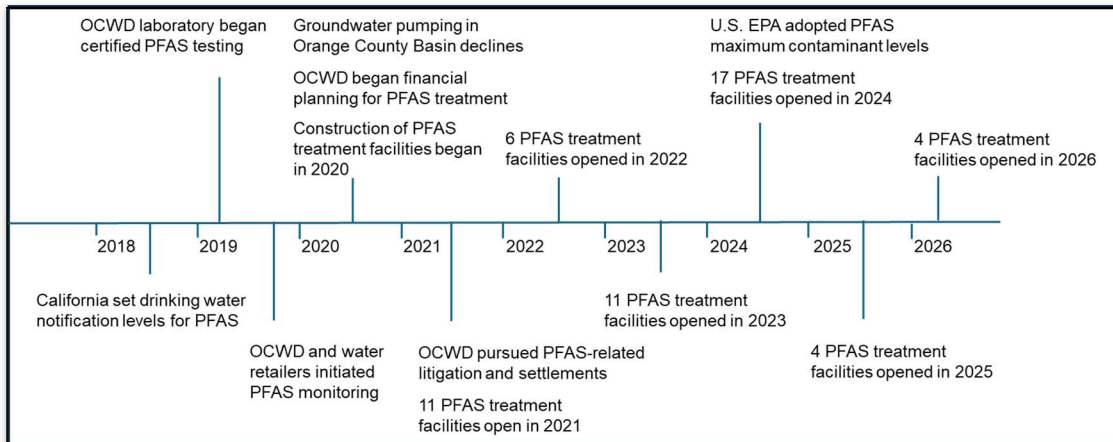 OCWD laboratory began
certified PFAS testing
Groundwater pumping in
Orange County Basin declines
OCWD began financial
planning for PFAS treatment
Construction of PFAS
treatment facilities began
in 2020
6 PFAS treatment
facilities opened in 2022
U.S. EPA adopted PFAS
maximum contaminant levels
17 PFAS treatment
facilities opened in 2024
4 PFAS treatment
facilities opened in 2026
2018
2019
2020
2021
2022
2023
2024
2025
2026
California set drinking water
notification levels for PFAS
OCWD and water
retailers initiated
PFAS monitoring
OCWD pursued PFAS-related
litigation and settlements
11 PFAS treatment
facilities open in 2021
11 PFAS treatment
facilities opened in 2023
4 PFAS treatment
facilities opened in 2025